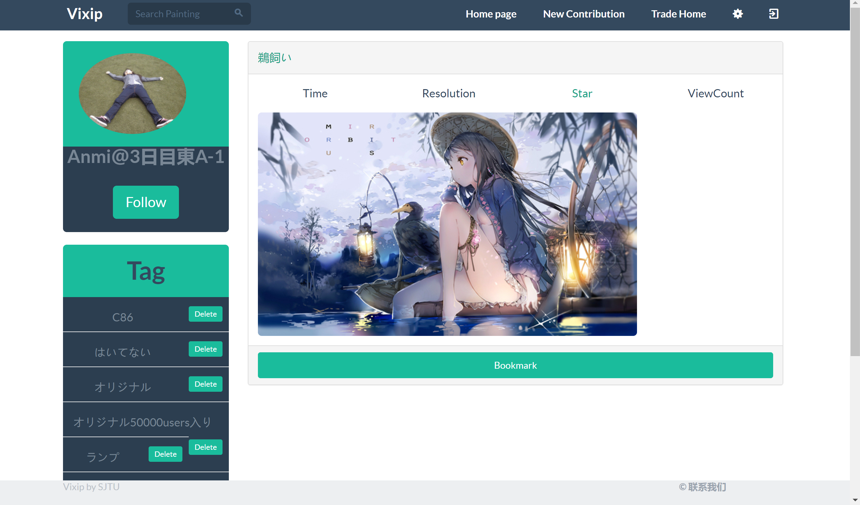 Vixip
Search Painting
Home page
New Contribution
Trade Home
Anmi@3日目東A-1
Follow
Tag
C86
Delete
はいてない
Delete
オリジナル
Delete
オリジナル50000users入り
Delete
ランプ
Delete
鵜飼い
Time
Resolution
Star
ViewCount
M I R
O A B I T
U S
Bookmark
Vixip by SJTU
© 联系我们